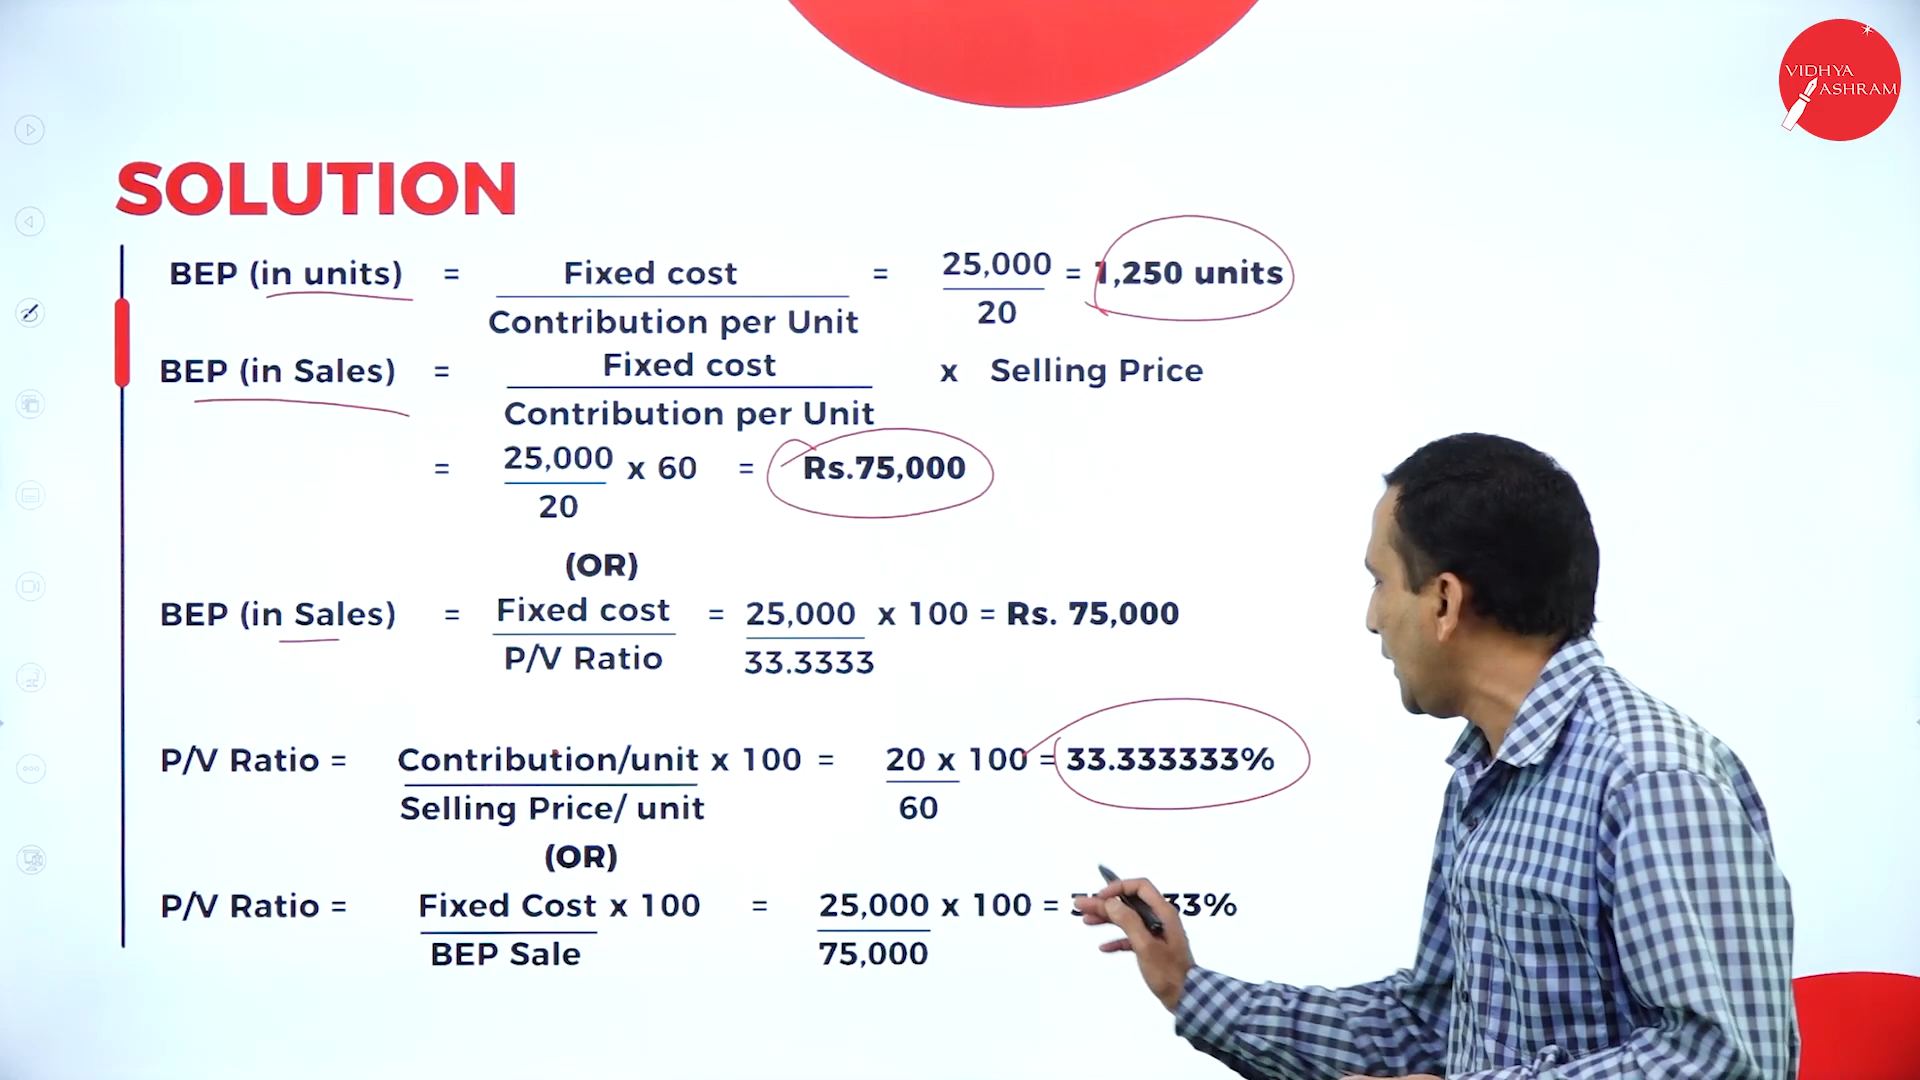 VIDHYA
ASHRAM
SOLUTION
BEP (in units) = Fixed cost = 25,000 = 1,250 units
Contribution per Unit 20
BEP (in Sales) = Fixed cost x Selling Price
Contribution per Unit
= 25,000 x 60 = Rs.75,000
20
(OR)
BEP (in Sales) = Fixed cost = 25,000 x 100 = Rs. 75,000
P/V Ratio 33.3333
P/V Ratio = Contribution/unit x 100 = 20 x 100 = 33.333333%
Selling Price/ unit 60
(OR)
P/V Ratio = Fixed Cost x 100 = 25,000 x 100 =
BEP Sale 75,000